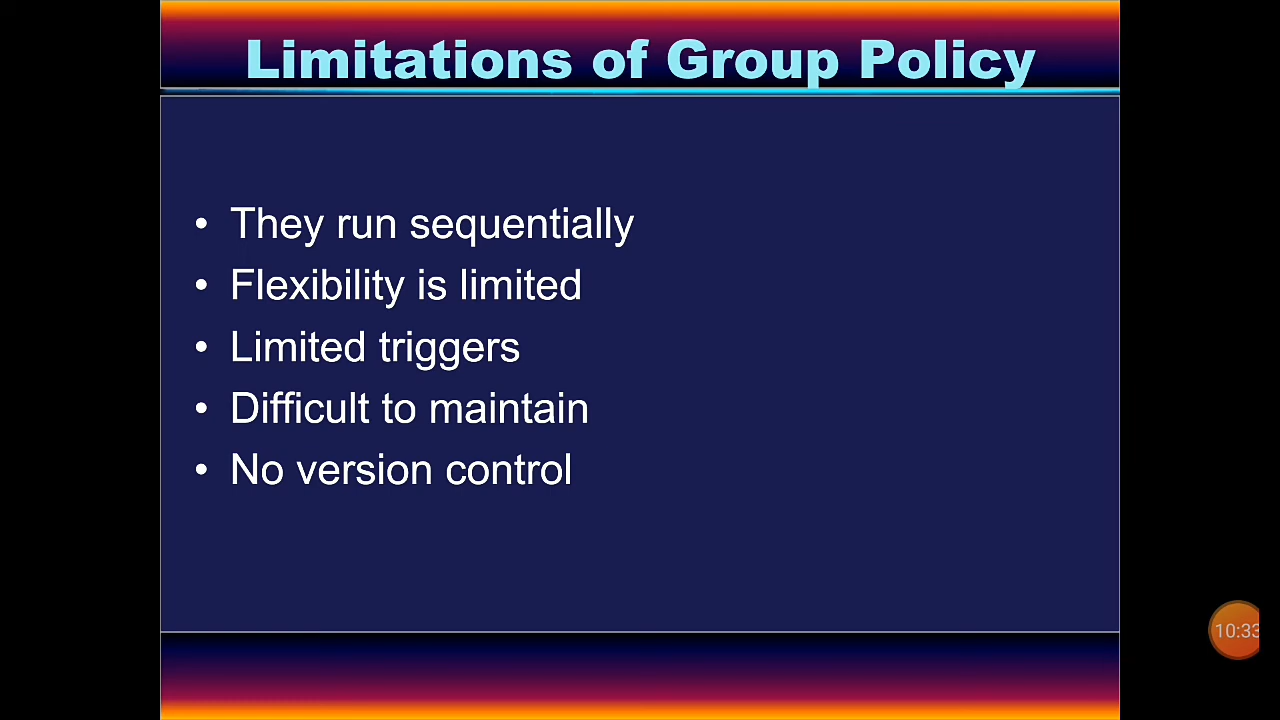 Limitations of Group Policy
• They run sequentially
• Flexibility is limited
• Limited triggers
• Difficult to maintain
• No version control
10:33